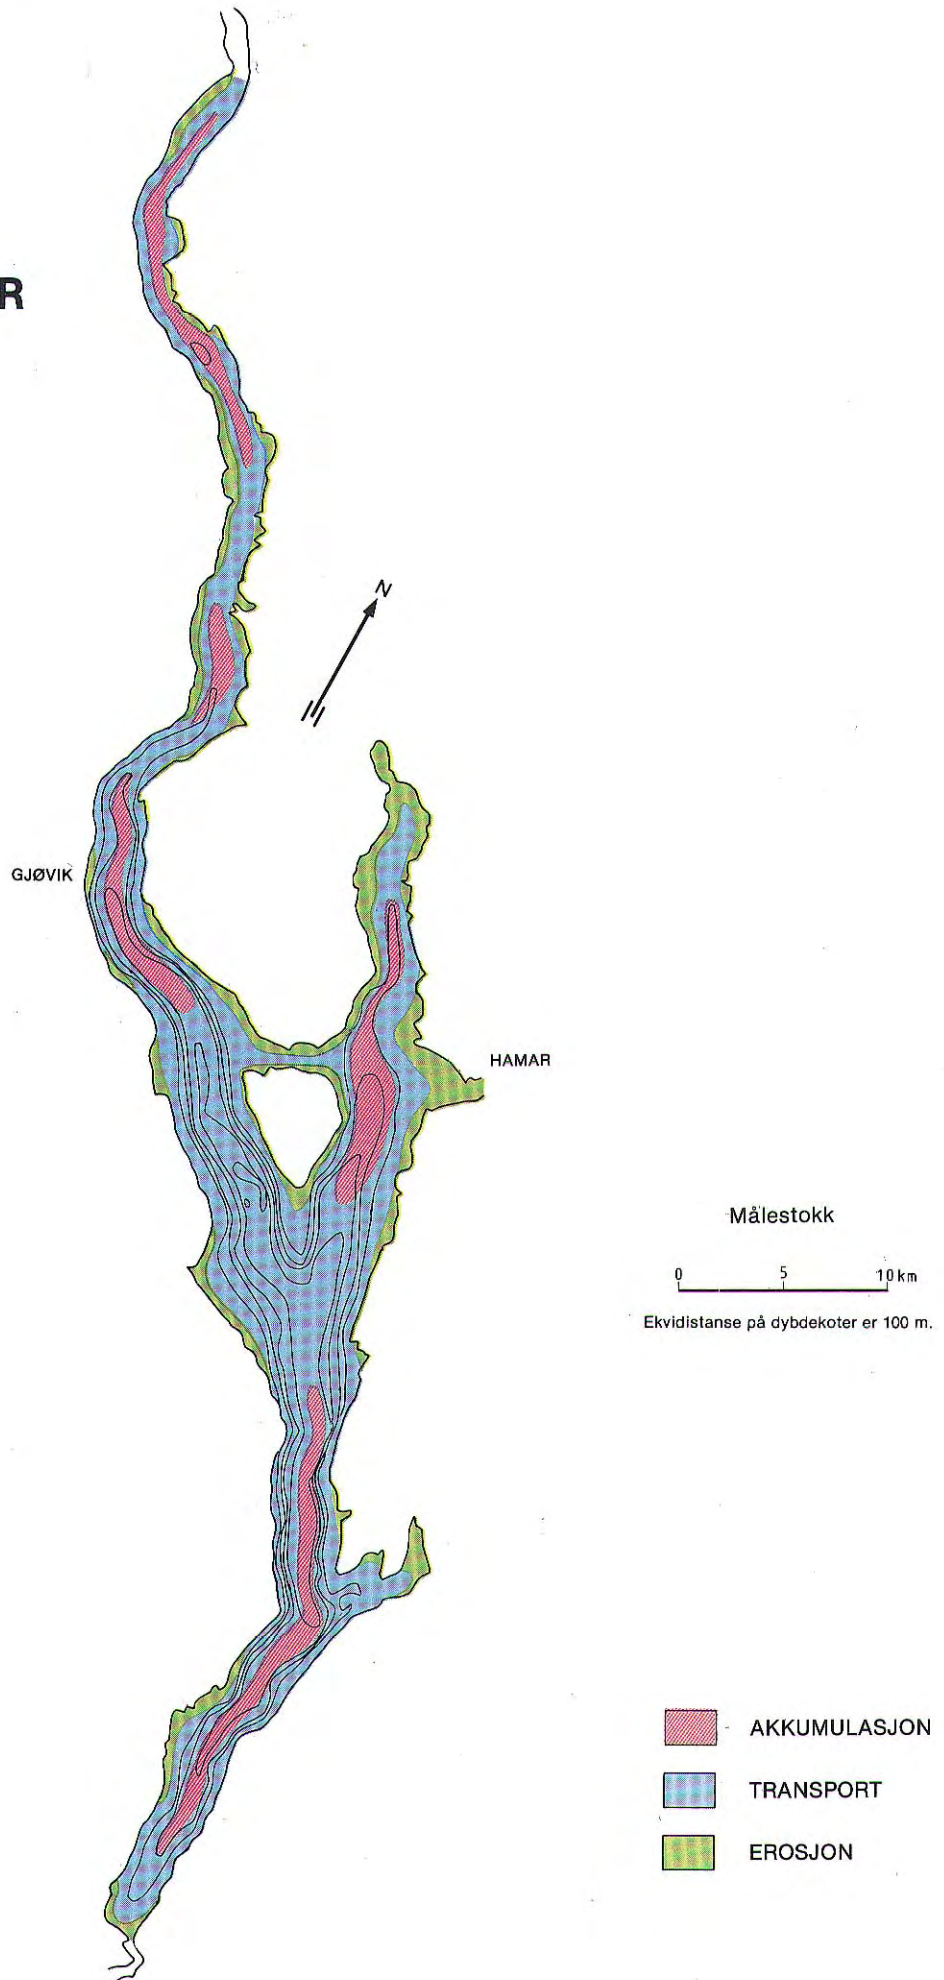 R
N
GJØVIK
HAMAR
Målestokk
0 5 10 km
Ekvidistanse på dybdekoter er 100 m.
AKKUMULASJON
TRANSPORT
EROSJON